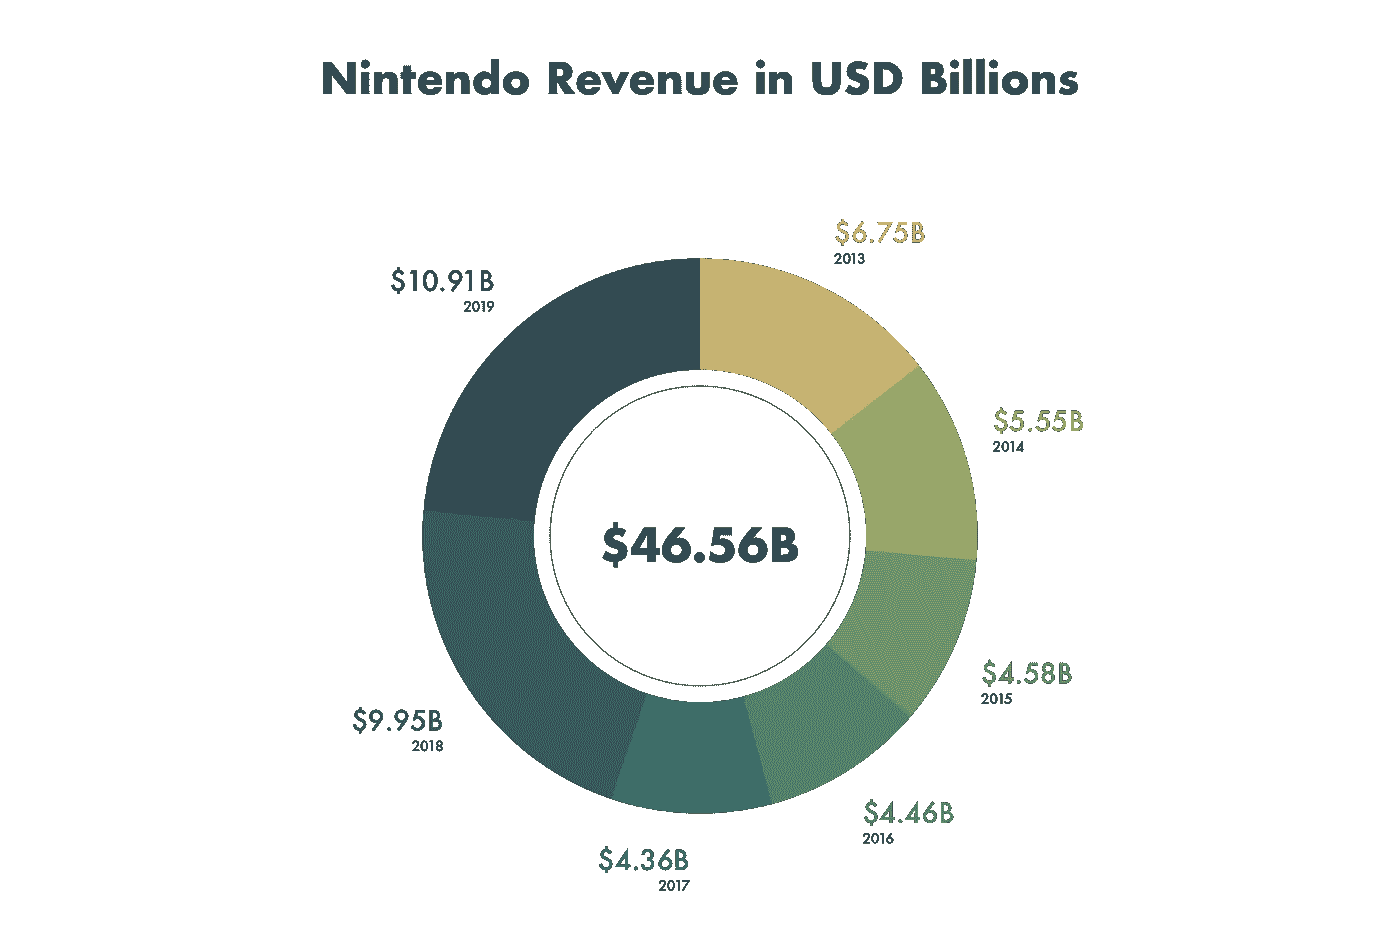 Nintendo Revenue in USD Billions
$6.75B
2013
$10.91B
2019
$5.55B
2014
$46.56B
$4.58B
2015
$9.95B
2018
$4.46B
2016
$4.36B
2017